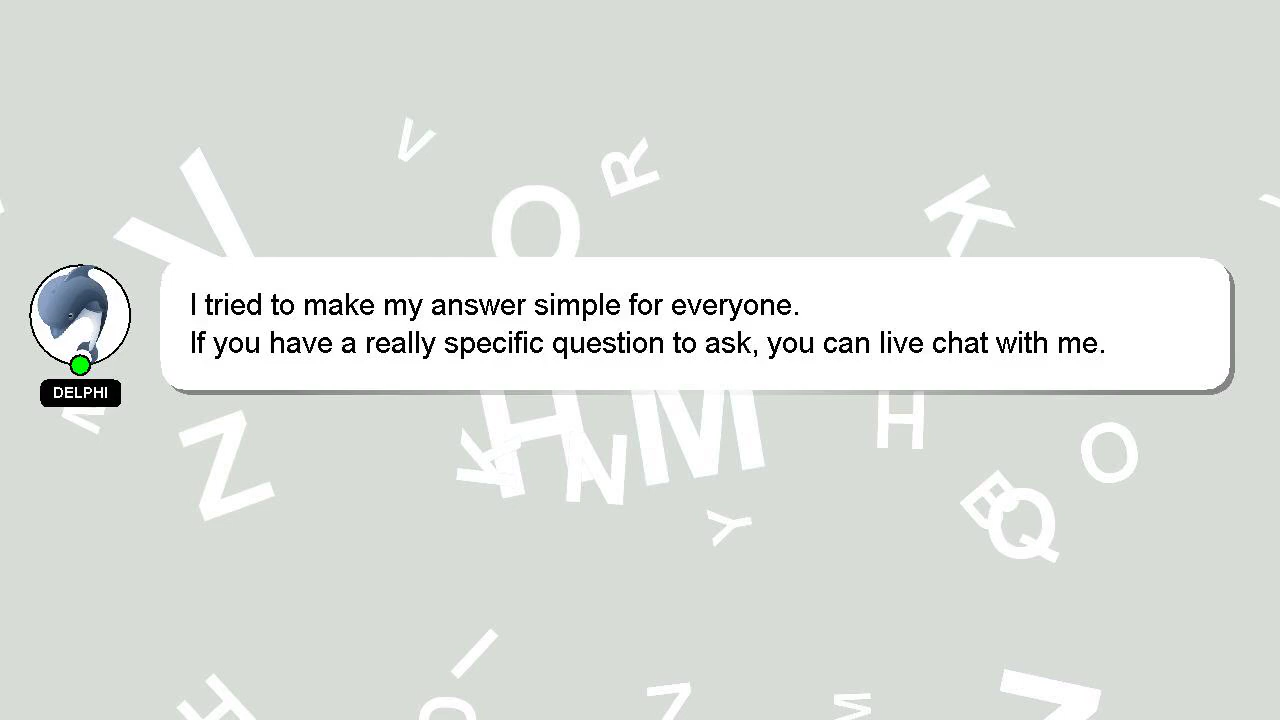 I tried to make my answer simple for everyone.
If you have a really specific question to ask, you can live chat with me.
DELPHI
V
R
K
V
O
N
Z
H
M
K
N
H
O
B
Q
Y
I
H
O
N
M
N